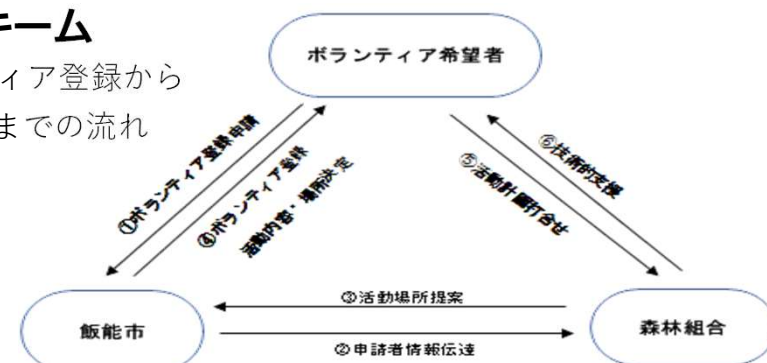 キーム
ィア登録から
までの流れ
ボランティア希望者
①ボランティア登録申請
④ボランティア登録
活動内容・場所決定
⑤活動計画打合せ
⑥技術的支援
③活動場所提案
②申請者情報伝達
飯能市
森林組合